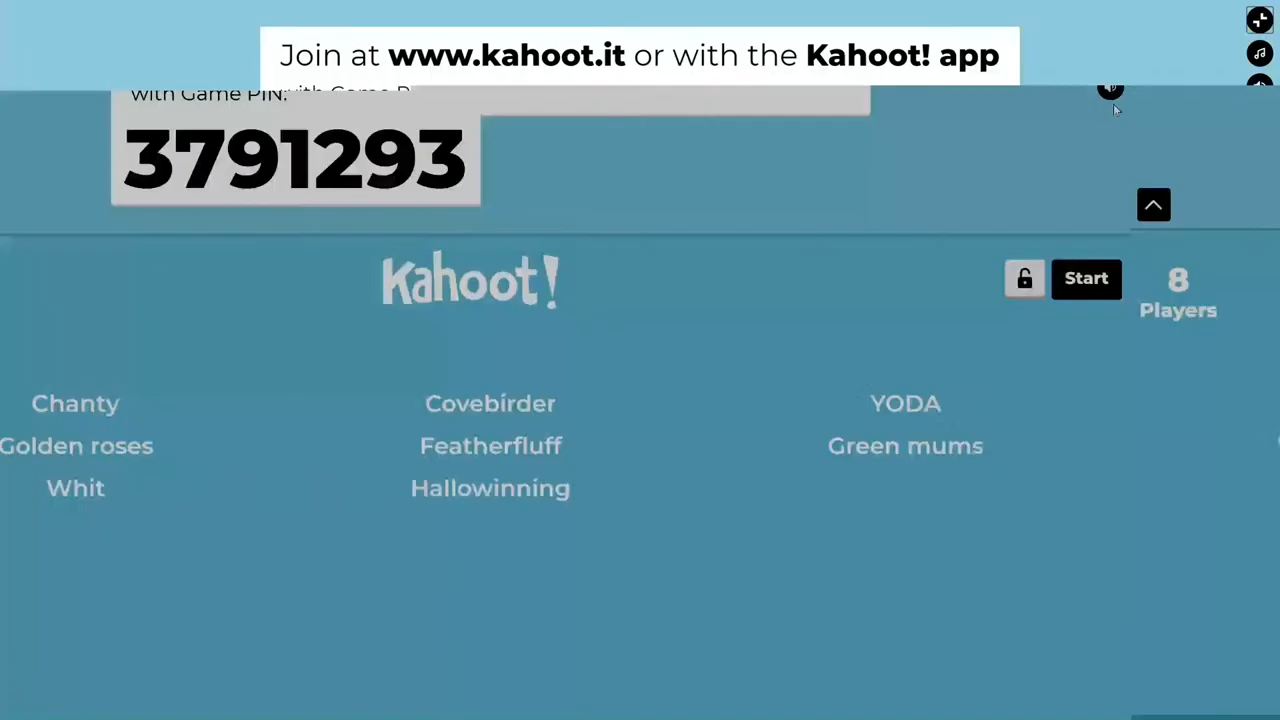 Join at www.kahoot.it or with the Kahoot! app
with Game PIN:
3791293
Kahoot!
Start
8
Players
Chanty
Covebirder
YODA
Golden roses
Featherfluff
Green mums
Whit
Hallowinning